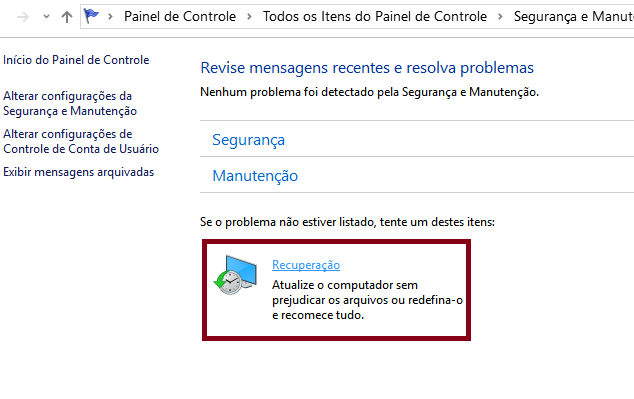 Painel de Controle > Todos os Itens do Painel de Controle > Segurança e Manut
Início do Painel de Controle
Alterar configurações da
Segurança e Manutenção
Alterar configurações de
Controle de Conta de Usuário
Exibir mensagens arquivadas
Revise mensagens recentes e resolva problemas
Nenhum problema foi detectado pela Segurança e Manutenção.
Segurança
Manutenção
Se o problema não estiver listado, tente um destes itens:
Recuperação
Atualize o computador sem
prejudicar os arquivos ou redefina-o
e recomece tudo.